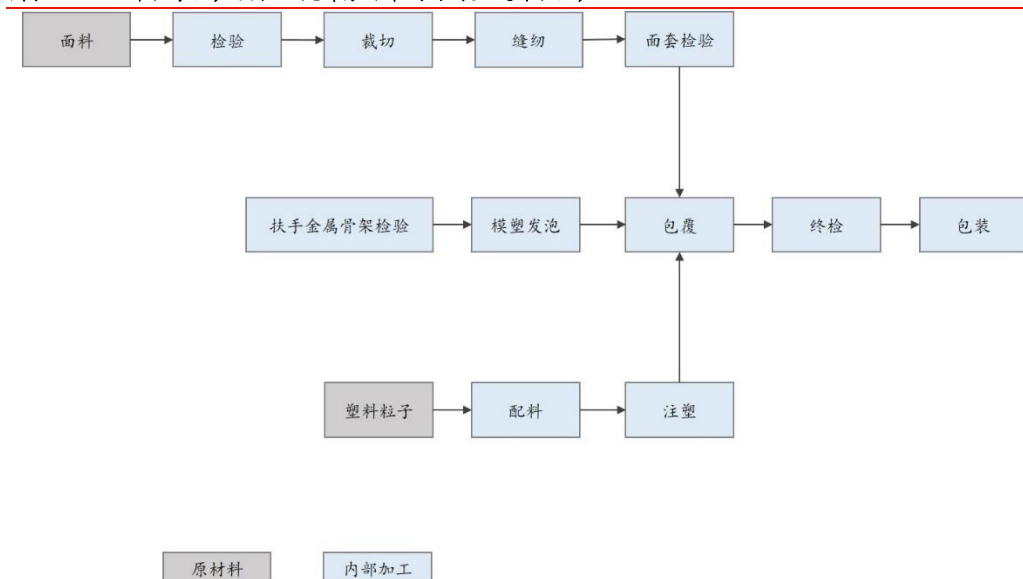 面料 检验 裁切 缝纫 面套检验
扶手金属骨架检验 模塑发泡 包覆 终检 包装
塑料粒子 配料 注塑
原材料 内部加工